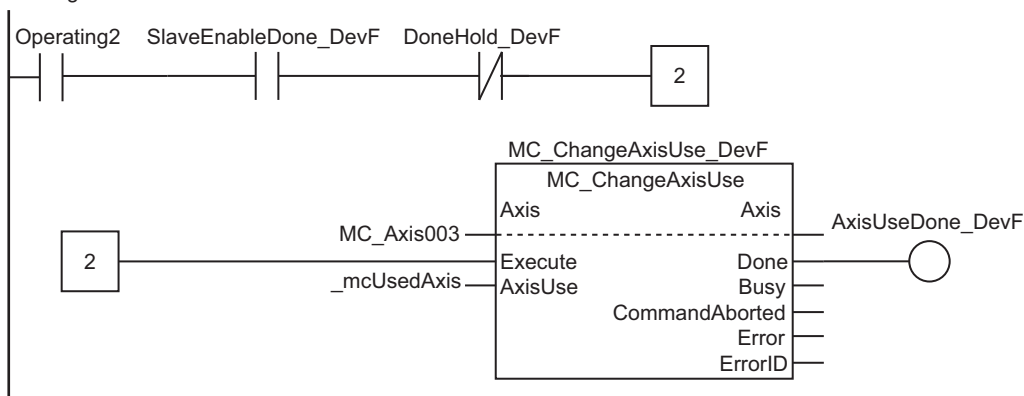 Operating2 SlaveEnableDone_DevF DoneHold_DevF
2
MC_ChangeAxisUse_DevF
MC_ChangeAxisUse
Axis Axis AxisUseDone_DevF
MC_Axis003
2 Execute Done
_mcUsedAxis AxisUse Busy
CommandAborted
Error
ErrorID